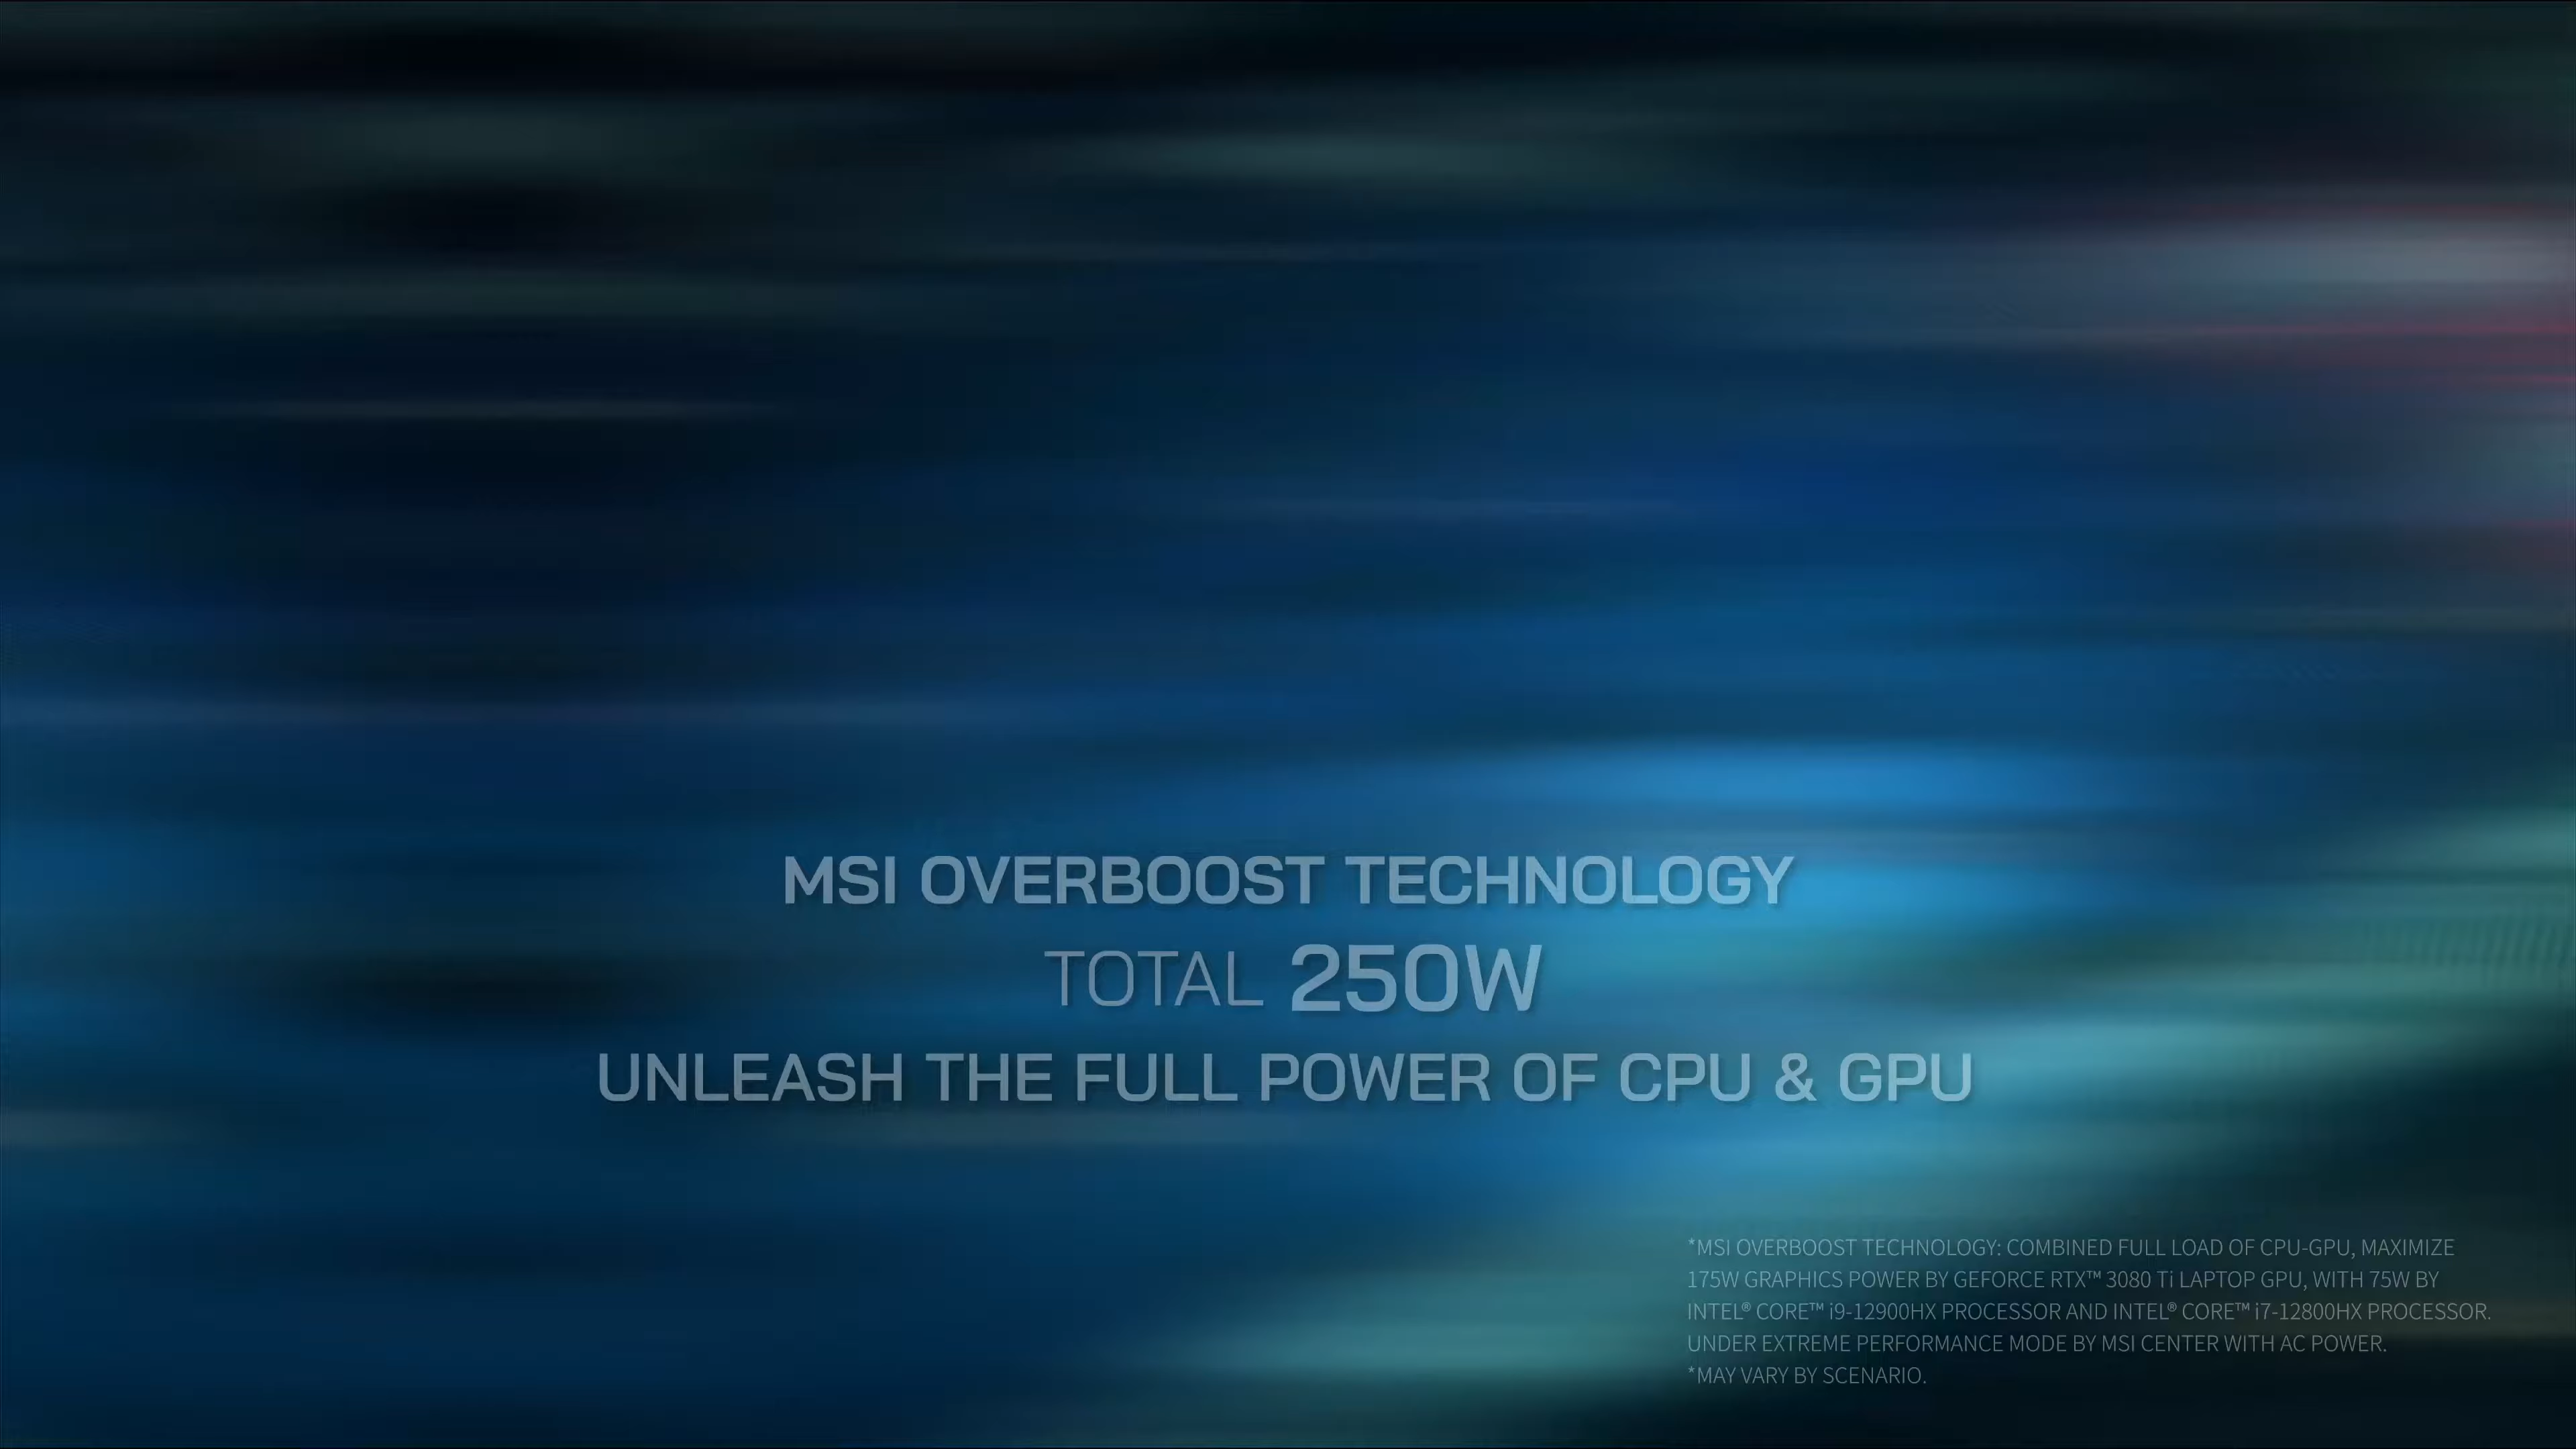 MSI OVERBOOST TECHNOLOGY
TOTAL 250W
UNLEASH THE FULL POWER OF CPU & GPU
*MSI OVERBOOST TECHNOLOGY: COMBINED FULL LOAD OF CPU-GPU, MAXIMIZE
175W GRAPHICS POWER BY GEFORCE RTX™ 3080 Ti LAPTOP GPU, WITH 75W BY
INTEL® CORE™ i9-12900HX PROCESSOR AND INTEL® CORE™ i7-12800HX PROCESSOR.
UNDER EXTREME PERFORMANCE MODE BY MSI CENTER WITH AC POWER.
*MAY VARY BY SCENARIO.